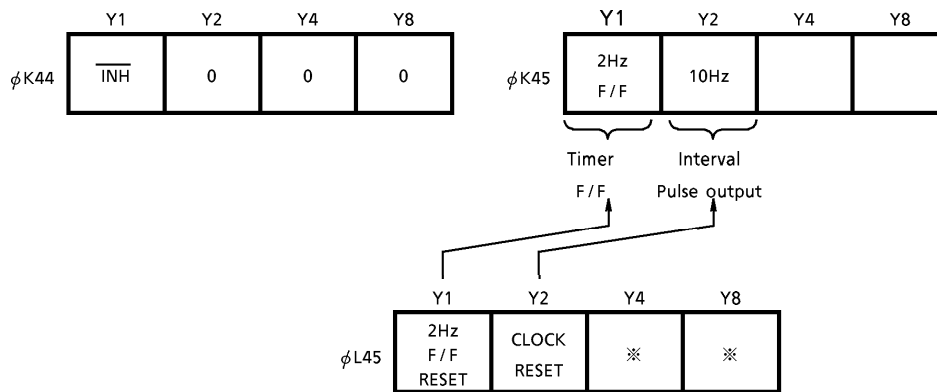 Y1 Y2 Y4 Y8
φK44 INH 0 0 0
Y1 Y2 Y4 Y8
φK45 2Hz F/F 10Hz
Timer F/F
Interval Pulse output
Y1 Y2 Y4 Y8
φL45 2Hz F/F RESET CLOCK RESET ※ ※